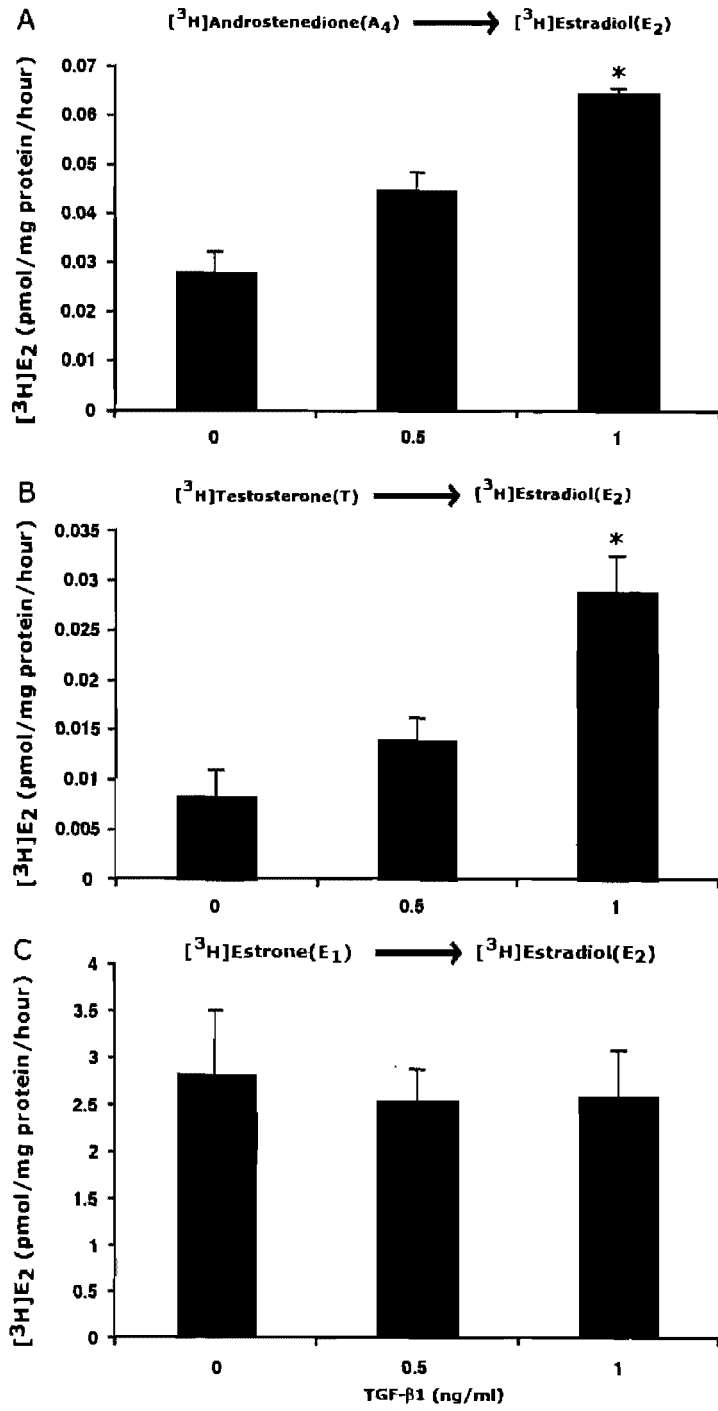 A
[³H]Androstenedione(A₄) → [³H]Estradiol(E₂)
[³H]E₂ (pmol/mg protein/hour)
0.07
0.06
0.05
0.04
0.03
0.02
0.01
0
*
0 0.5 1
B
[³H]Testosterone(T) → [³H]Estradiol(E₂)
[³H]E₂ (pmol/mg protein/hour)
0.035
0.03
0.025
0.02
0.015
0.01
0.005
0
*
0 0.5 1
C
[³H]Estrone(E₁) → [³H]Estradiol(E₂)
[³H]E₂ (pmol/mg protein/hour)
4
3.5
3
2.5
2
1.5
1
0.5
0
0 0.5 1
TGF-β1 (ng/ml)